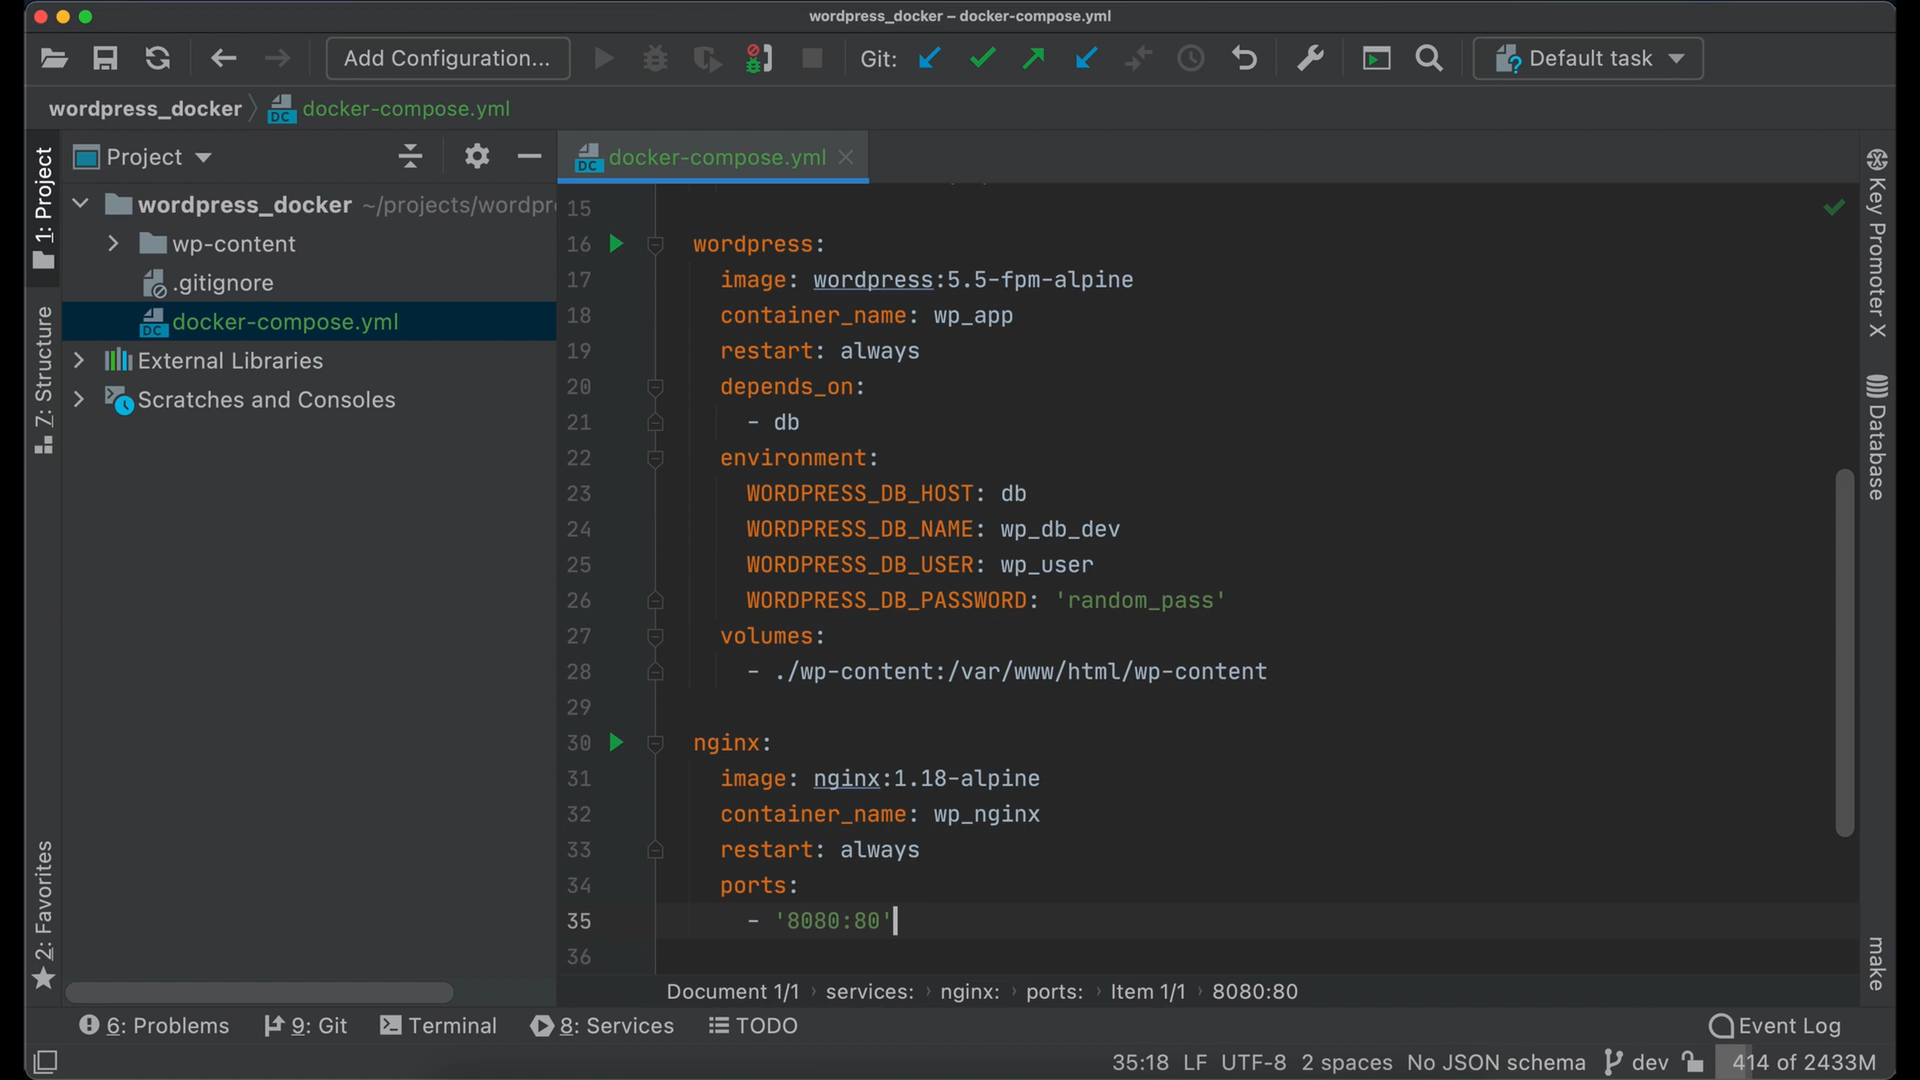 wordpress_docker – docker-compose.yml
Add Configuration...
Git:
Default task
wordpress_docker
DC docker-compose.yml
1: Project
Z: Structure
2: Favorites
Project
wordpress_docker ~/projects/wordpr
wp-content
.gitignore
DC docker-compose.yml
External Libraries
Scratches and Consoles
DC docker-compose.yml
15
16 wordpress:
17 image: wordpress:5.5-fpm-alpine
18 container_name: wp_app
19 restart: always
20 depends_on:
21 - db
22 environment:
23 WORDPRESS_DB_HOST: db
24 WORDPRESS_DB_NAME: wp_db_dev
25 WORDPRESS_DB_USER: wp_user
26 WORDPRESS_DB_PASSWORD: 'random_pass'
27 volumes:
28 - ./wp-content:/var/www/html/wp-content
29
30 nginx:
31 image: nginx:1.18-alpine
32 container_name: wp_nginx
33 restart: always
34 ports:
35 - '8080:80'
36
Document 1/1 › services: › nginx: › ports: › Item 1/1 › 8080:80
Key Promoter X
Database
make
6: Problems
9: Git
Terminal
8: Services
TODO
Event Log
35:18 LF UTF-8 2 spaces No JSON schema dev 414 of 2433M